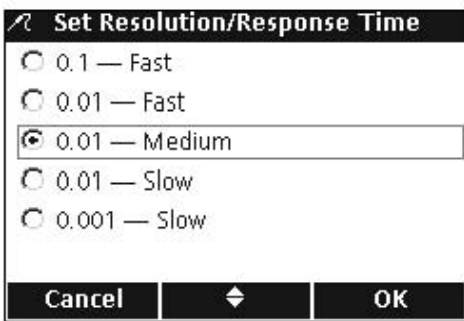 Set Resolution/Response Time
0.1 — Fast
0.01 — Fast
0.01 — Medium
0.01 — Slow
0.001 — Slow
Cancel OK